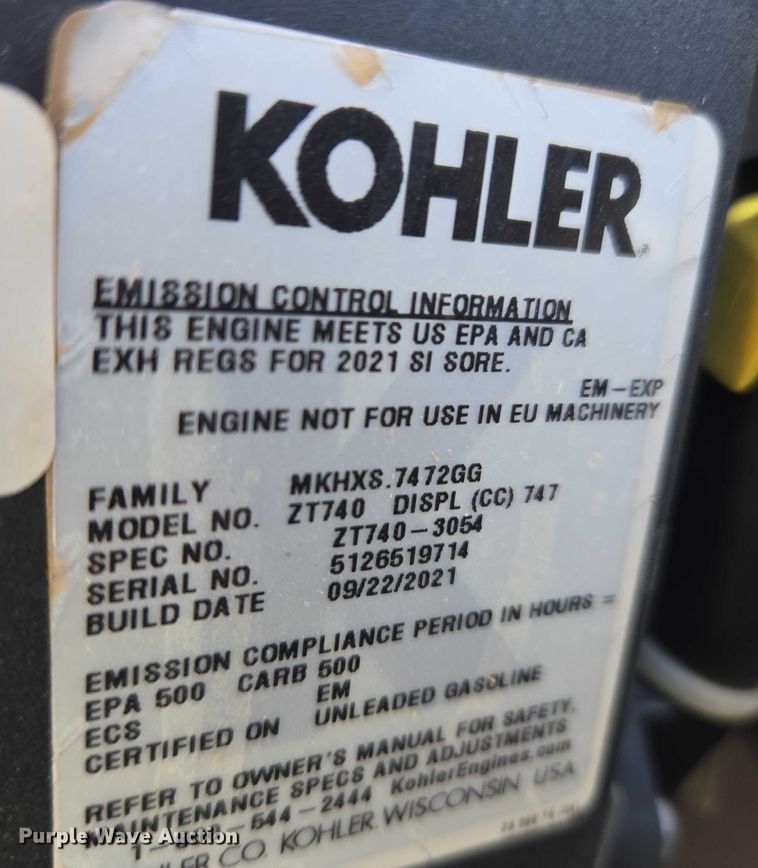 KOHLER®
EMISSION CONTROL INFORMATION
THIS ENGINE MEETS US EPA AND CA
EXH REGS FOR 2021 SI SORE.
EM-EXP
ENGINE NOT FOR USE IN EU MACHINERY
FAMILY MKHXS.7472GG
MODEL NO. ZT740 DISPL (CC) 747
SPEC NO. ZT740-3054
SERIAL NO. 5126519714
BUILD DATE 09/22/2021
EMISSION COMPLIANCE PERIOD IN HOURS =
EPA 500 CARB 500
ECS EM
CERTIFIED ON UNLEADED GASOLINE
REFER TO OWNER'S MANUAL FOR SAFETY,
MAINTENANCE SPECS AND ADJUSTMENTS
544-2444 KohlerEngines.com
CO. KOHLER, WISCONSIN USA
Purple Wave Auction